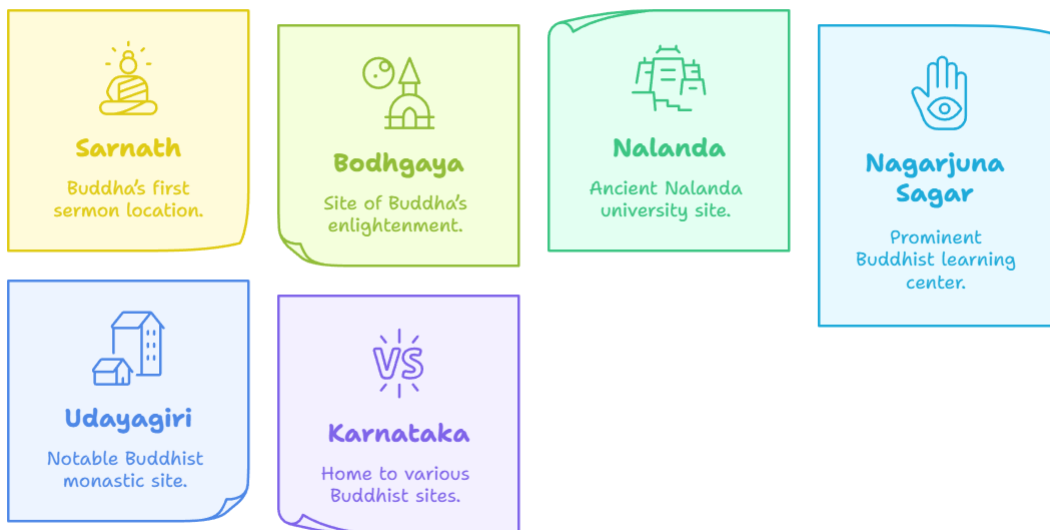 Sarnath
Buddha's first
sermon location.
Bodhgaya
Site of Buddha's
enlightenment.
Nalanda
Ancient Nalanda
university site.
Nagarjuna
Sagar
Prominent
Buddhist learning
center.
Udayagiri
Notable Buddhist
monastic site.
VS
Karnataka
Home to various
Buddhist sites.